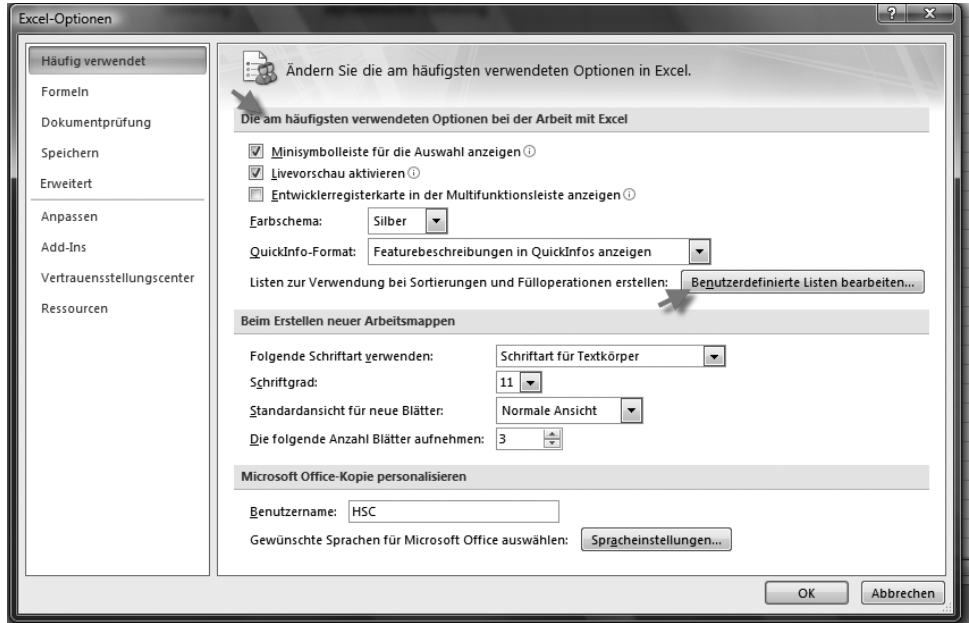 Excel-Optionen
Häufig verwendet
Formeln
Dokumentprüfung
Speichern
Erweitert
Anpassen
Add-Ins
Vertrauensstellungscenter
Ressourcen
Ändern Sie die am häufigsten verwendeten Optionen in Excel.
Die am häufigsten verwendeten Optionen bei der Arbeit mit Excel
Minisymbolleiste für die Auswahl anzeigen
Livevorschau aktivieren
Entwicklerregisterkarte in der Multifunktionsleiste anzeigen
Farbschema: Silber
QuickInfo-Format: Featurebeschreibungen in QuickInfos anzeigen
Listen zur Verwendung bei Sortierungen und Fülloperationen erstellen: Benutzerdefinierte Listen bearbeiten...
Beim Erstellen neuer Arbeitsmappen
Folgende Schriftart verwenden: Schriftart für Textkörper
Schriftgrad: 11
Standardansicht für neue Blätter: Normale Ansicht
Die folgende Anzahl Blätter aufnehmen: 3
Microsoft Office-Kopie personalisieren
Benutzername: HSC
Gewünschte Sprachen für Microsoft Office auswählen: Spracheinstellungen...
OK Abbrechen